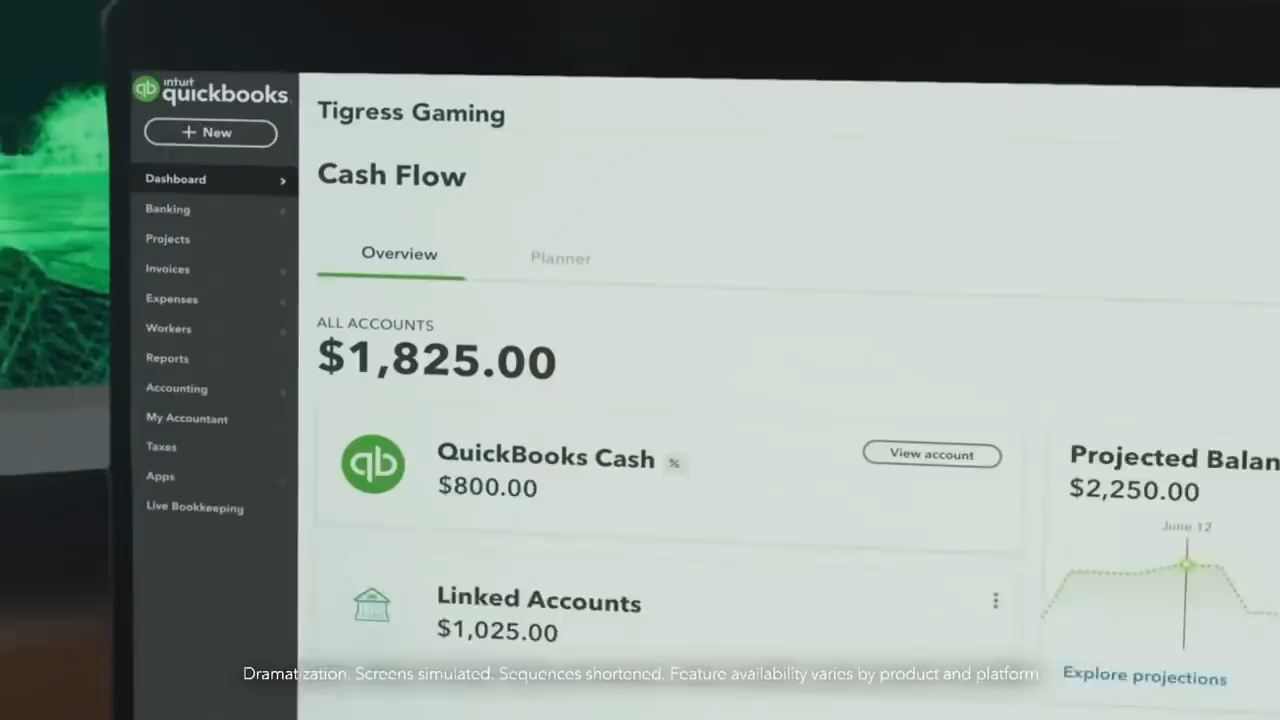 intuit
quickbooks
+ New
Dashboard
Banking
Projects
Invoices
Expenses
Workers
Reports
Accounting
My Accountant
Taxes
Apps
Live Bookkeeping
Tigress Gaming
Cash Flow
Overview Planner
ALL ACCOUNTS
$1,825.00
qb QuickBooks Cash %
$800.00
View account
Linked Accounts
$1,025.00
Projected Balan
$2,250.00
June 12
Explore projections
Dramatization. Screens simulated. Sequences shortened. Feature availability varies by product and platform